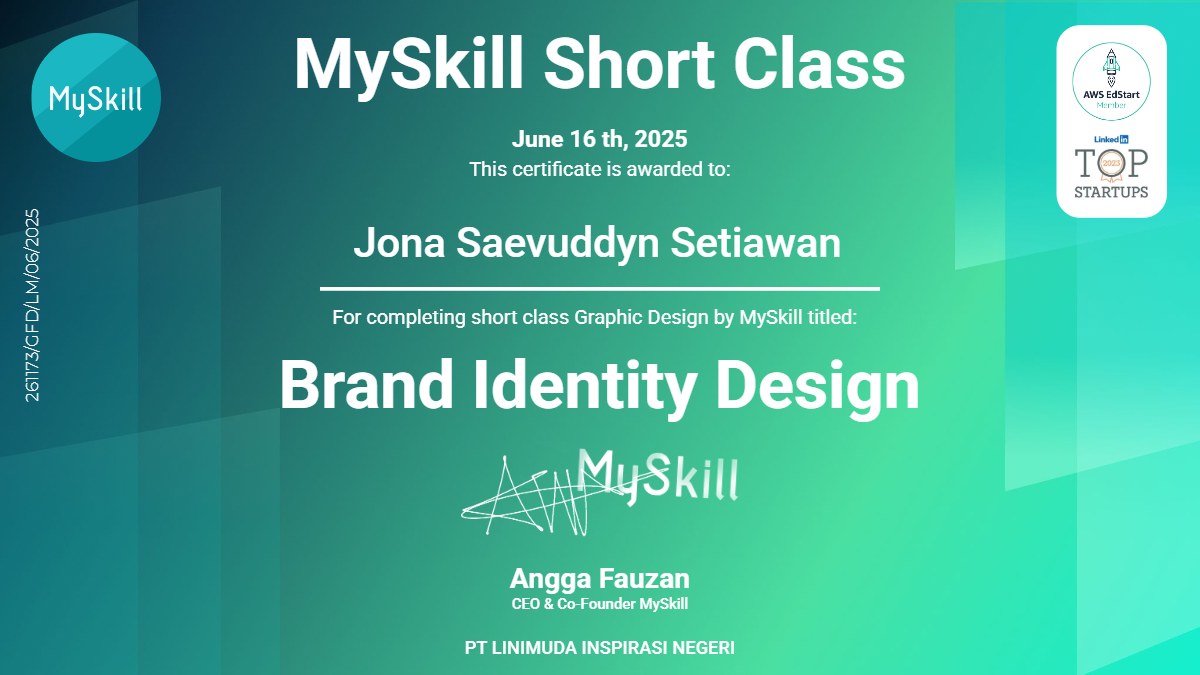 MySkill
MySkill Short Class
AWS EdStart
Member
LinkedIn
TOP
2023
STARTUPS
June 16 th, 2025
This certificate is awarded to:
261173/GFD/LM/06/2025
Jona Saevuddyn Setiawan
For completing short class Graphic Design by MySkill titled:
Brand Identity Design
MySkill
Angga Fauzan
CEO & Co-Founder MySkill
PT LINIMUDA INSPIRASI NEGERI